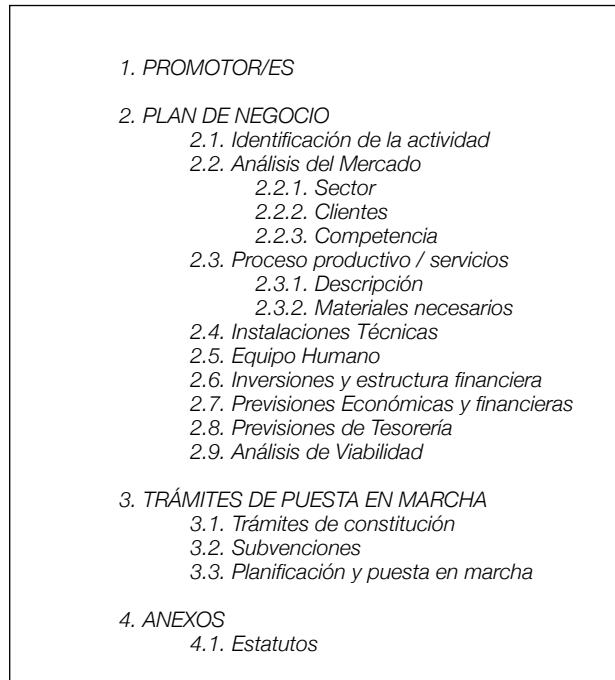 1. PROMOTOR/ES
2. PLAN DE NEGOCIO
2.1. Identificación de la actividad
2.2. Análisis del Mercado
2.2.1. Sector
2.2.2. Clientes
2.2.3. Competencia
2.3. Proceso productivo / servicios
2.3.1. Descripción
2.3.2. Materiales necesarios
2.4. Instalaciones Técnicas
2.5. Equipo Humano
2.6. Inversiones y estructura financiera
2.7. Previsiones Económicas y financieras
2.8. Previsiones de Tesorería
2.9. Análisis de Viabilidad
3. TRÁMITES DE PUESTA EN MARCHA
3.1. Trámites de constitución
3.2. Subvenciones
3.3. Planificación y puesta en marcha
4. ANEXOS
4.1. Estatutos